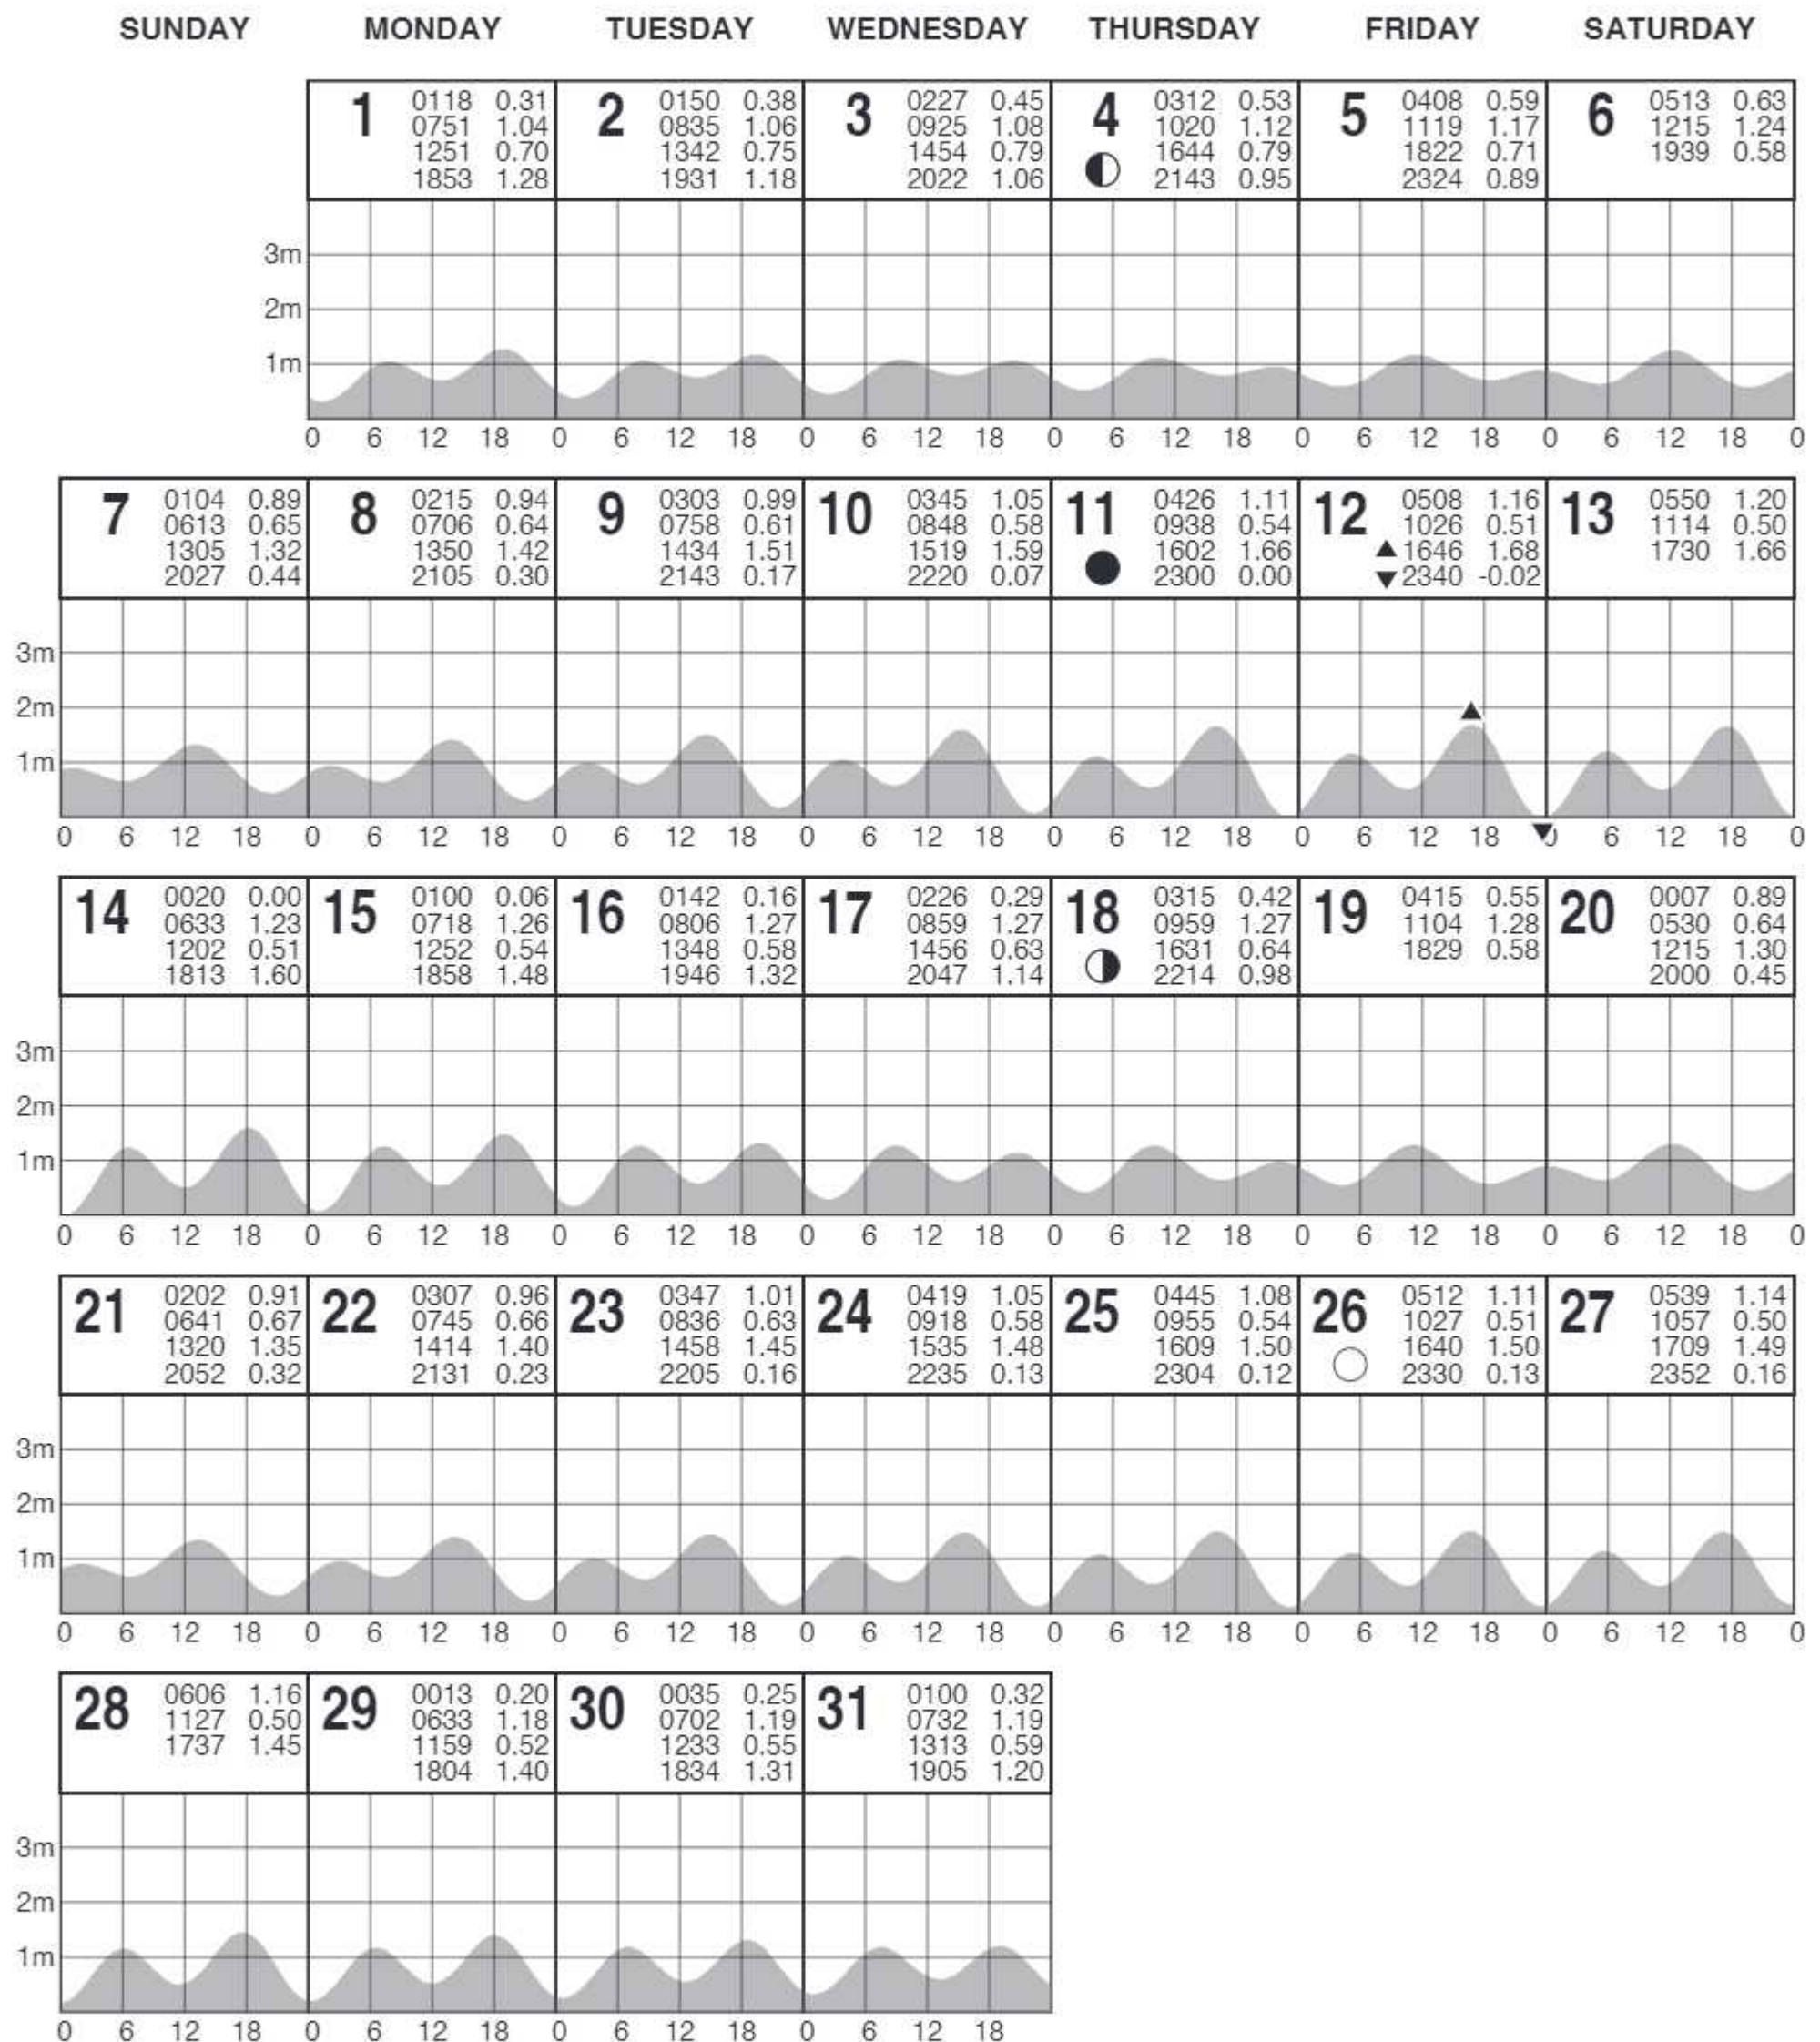 SUNDAY MONDAY TUESDAY WEDNESDAY THURSDAY FRIDAY SATURDAY
1 0118 0.31
0751 1.04
1251 0.70
1853 1.28
2 0150 0.38
0835 1.06
1342 0.75
1931 1.18
3 0227 0.45
0925 1.08
1454 0.79
2022 1.06
4 0312 0.53
1020 1.12
1644 0.79
2143 0.95
5 0408 0.59
1119 1.17
1822 0.71
2324 0.89
6 0513 0.63
1215 1.24
1939 0.58
3m
2m
1m
0 6 12 18 0 6 12 18 0 6 12 18 0 6 12 18 0 6 12 18 0 6 12 18 0
7 0104 0.89
0613 0.65
1305 1.32
2027 0.44
8 0215 0.94
0706 0.64
1350 1.42
2105 0.30
9 0303 0.99
0758 0.61
1434 1.51
2143 0.17
10 0345 1.05
0848 0.58
1519 1.59
2220 0.07
11 0426 1.11
0938 0.54
1602 1.66
2300 0.00
12 0508 1.16
1026 0.51
▲ 1646 1.68
▼ 2340 -0.02
13 0550 1.20
1114 0.50
1730 1.66
3m
2m
1m
0 6 12 18 0 6 12 18 0 6 12 18 0 6 12 18 0 6 12 18 0 6 12 18 0 6 12 18 0
14 0020 0.00
0633 1.23
1202 0.51
1813 1.60
15 0100 0.06
0718 1.26
1252 0.54
1858 1.48
16 0142 0.16
0806 1.27
1348 0.58
1946 1.32
17 0226 0.29
0859 1.27
1456 0.63
2047 1.14
18 0315 0.42
0959 1.27
1631 0.64
2214 0.98
19 0415 0.55
1104 1.28
1829 0.58
20 0007 0.89
0530 0.64
1215 1.30
2000 0.45
3m
2m
1m
0 6 12 18 0 6 12 18 0 6 12 18 0 6 12 18 0 6 12 18 0 6 12 18 0 6 12 18 0
21 0202 0.91
0641 0.67
1320 1.35
2052 0.32
22 0307 0.96
0745 0.66
1414 1.40
2131 0.23
23 0347 1.01
0836 0.63
1458 1.45
2205 0.16
24 0419 1.05
0918 0.58
1535 1.48
2235 0.13
25 0445 1.08
0955 0.54
1609 1.50
2304 0.12
26 0512 1.11
1027 0.51
1640 1.50
2330 0.13
27 0539 1.14
1057 0.50
1709 1.49
2352 0.16
3m
2m
1m
0 6 12 18 0 6 12 18 0 6 12 18 0 6 12 18 0 6 12 18 0 6 12 18 0 6 12 18 0
28 0606 1.16
1127 0.50
1737 1.45
29 0013 0.20
0633 1.18
1159 0.52
1804 1.40
30 0035 0.25
0702 1.19
1233 0.55
1834 1.31
31 0100 0.32
0732 1.19
1313 0.59
1905 1.20
3m
2m
1m
0 6 12 18 0 6 12 18 0 6 12 18 0 6 12 18